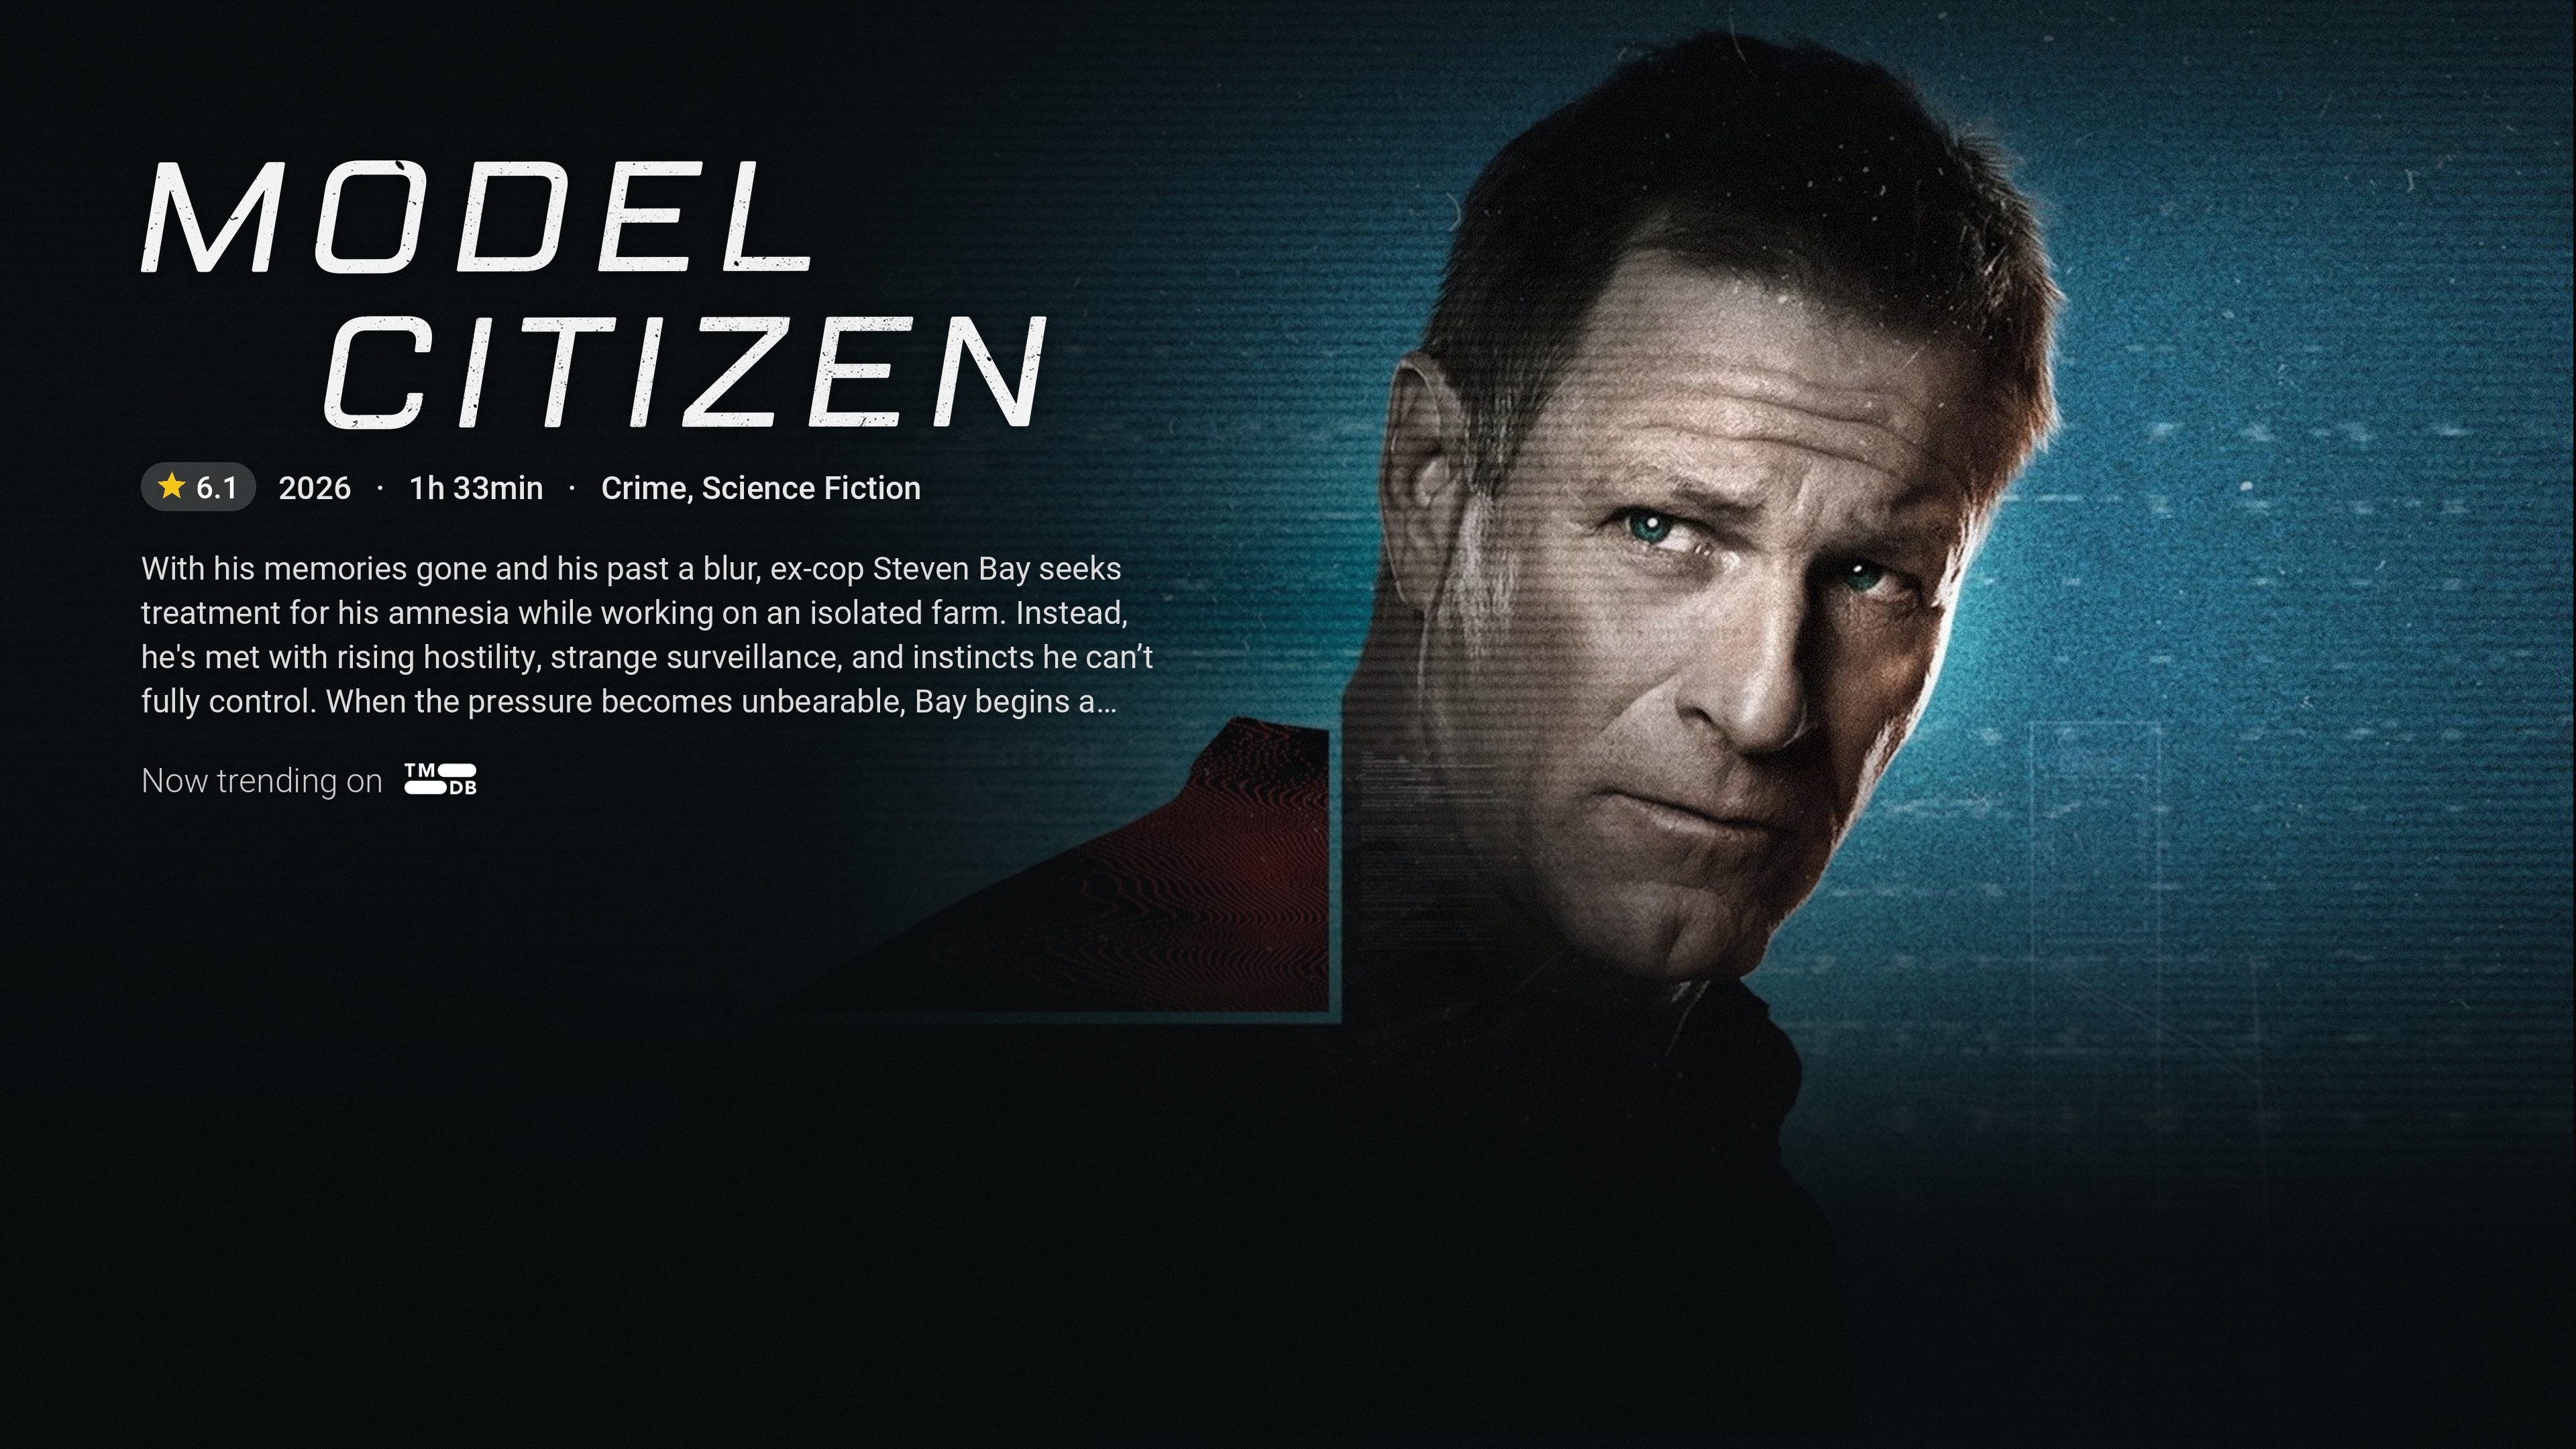 MODEL
CITIZEN
6.1 2026 · 1h 33min · Crime, Science Fiction
With his memories gone and his past a blur, ex-cop Steven Bay seeks
treatment for his amnesia while working on an isolated farm. Instead,
he's met with rising hostility, strange surveillance, and instincts he can’t
fully control. When the pressure becomes unbearable, Bay begins a…
Now trending on TMDB